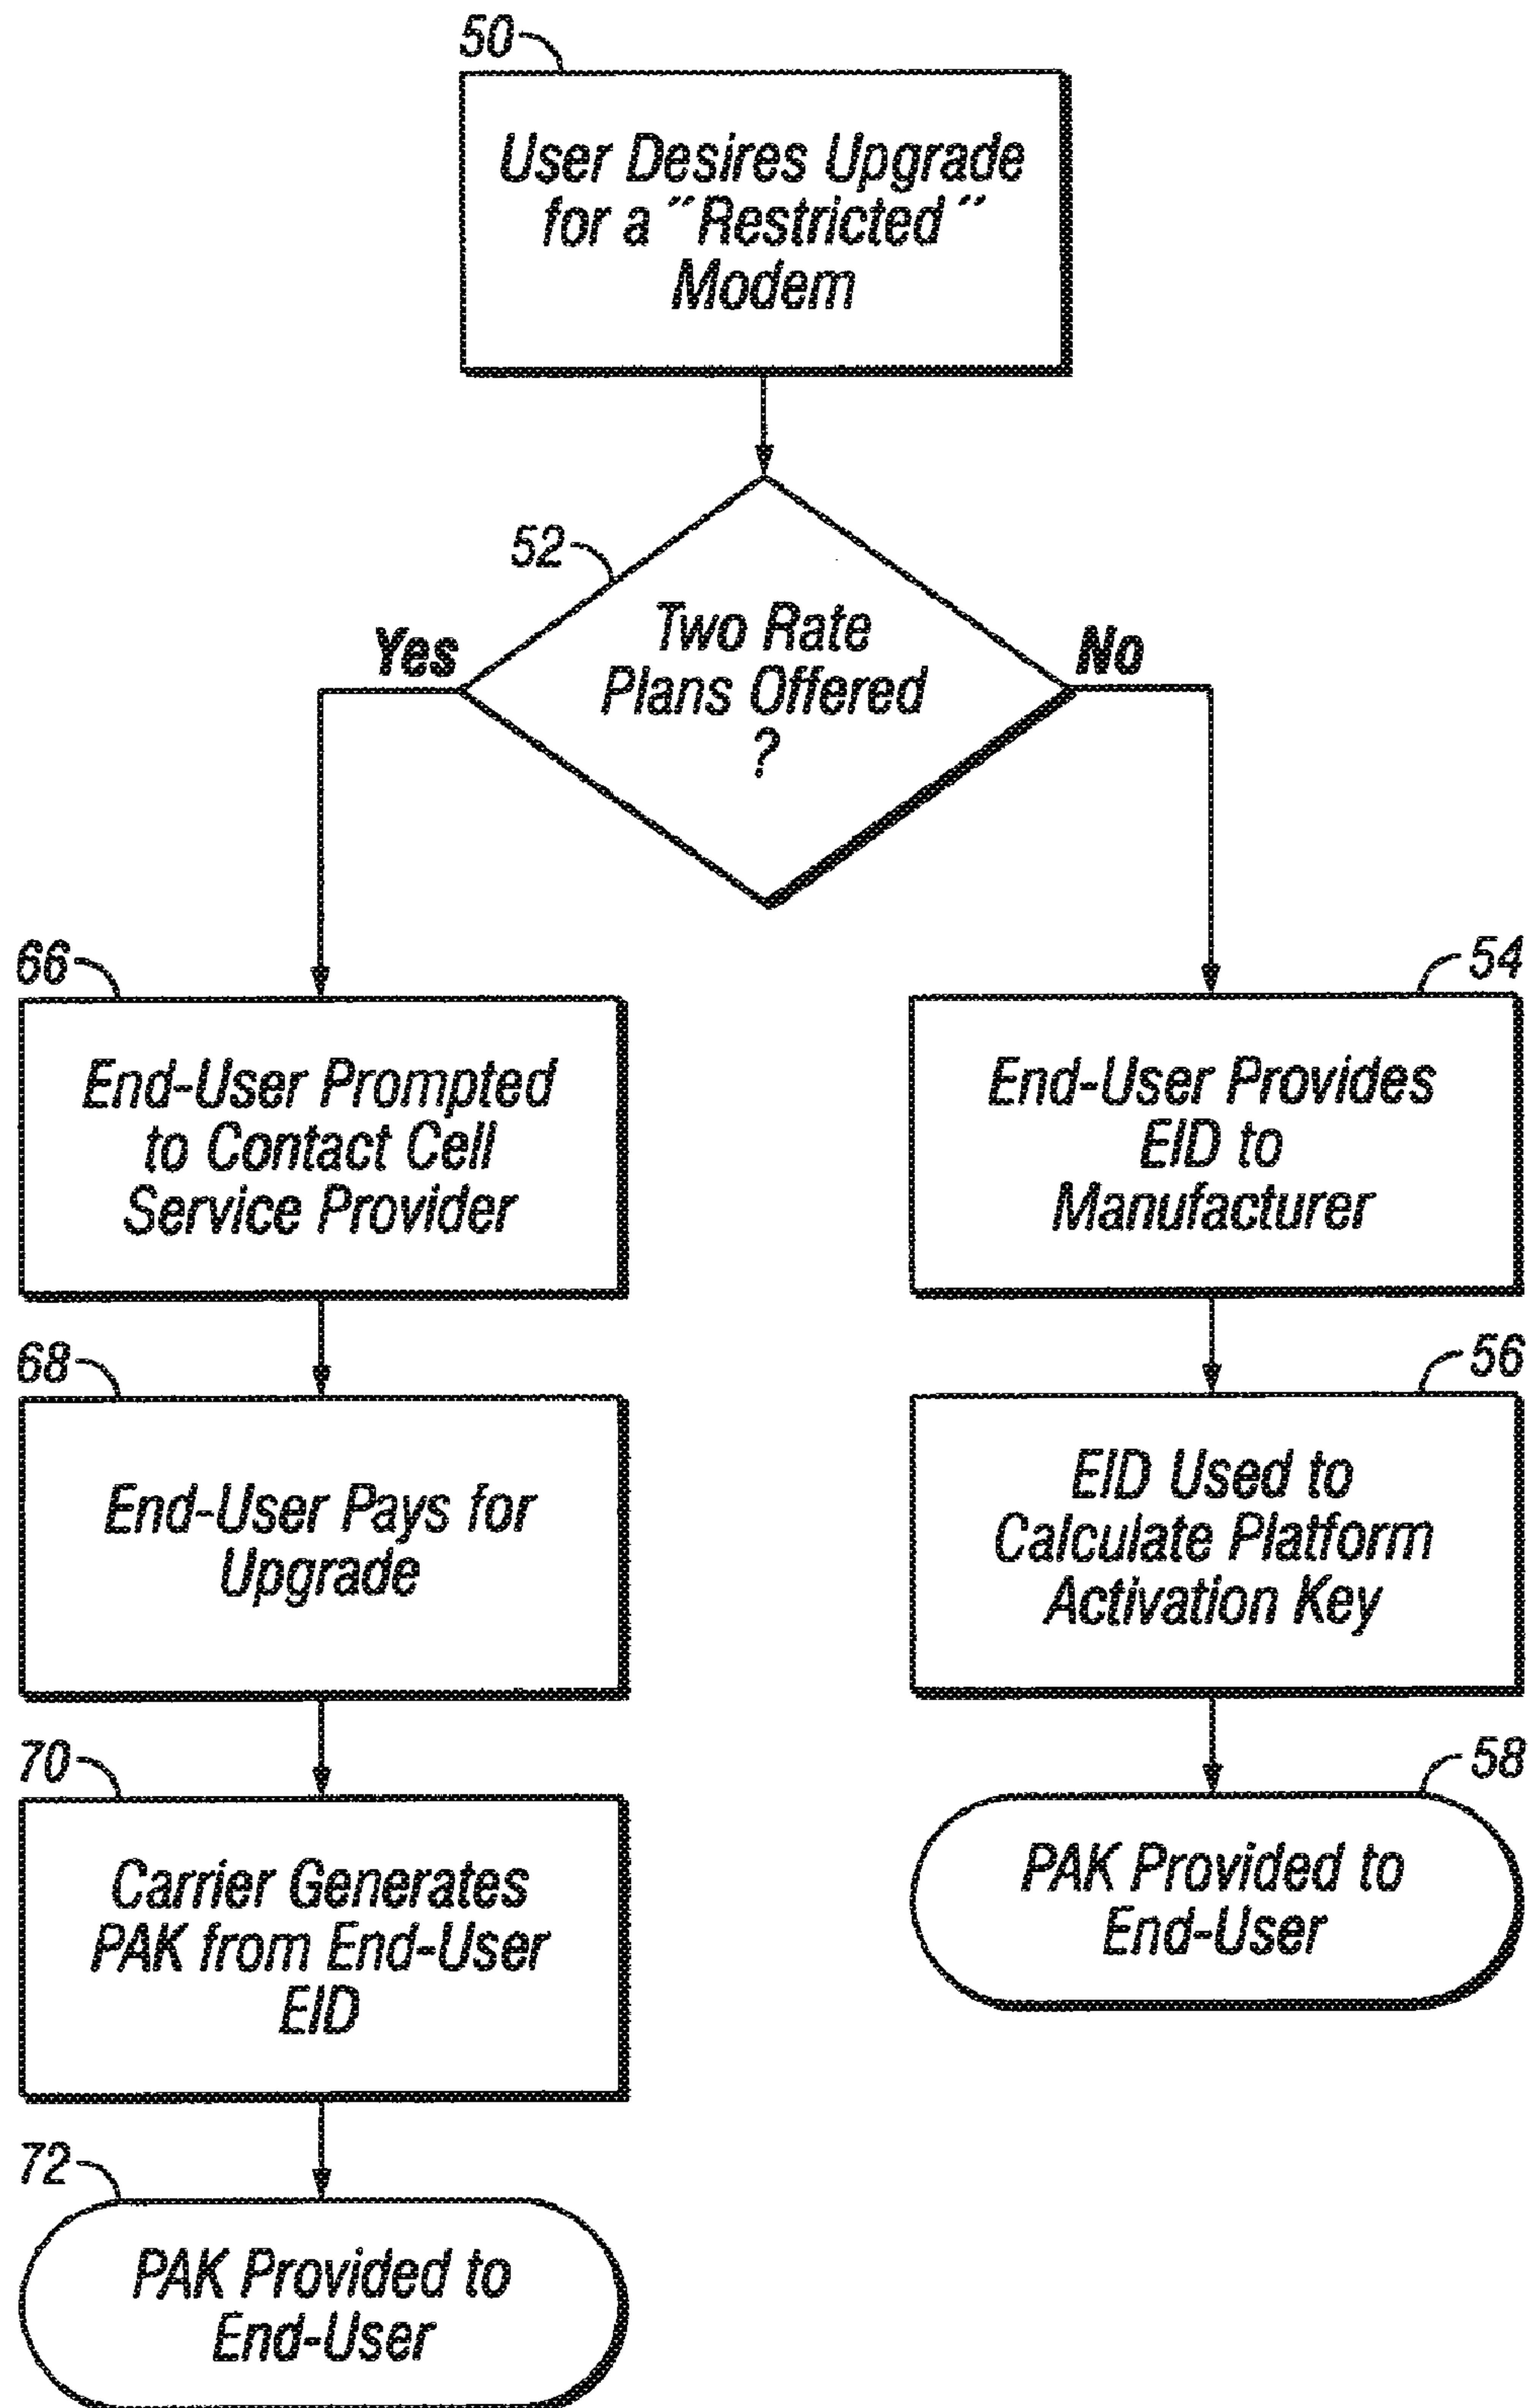 50
User Desires Upgrade
for a "Restricted"
Modem
52
Two Rate
Plans Offered
?
Yes
No
66
End-User Prompted
to Contact Cell
Service Provider
68
End-User Pays for
Upgrade
70
Carrier Generates
PAK from End-User
EID
72
PAK Provided to
End-User
54
End-User Provides
EID to
Manufacturer
56
EID Used to
Calculate Platform
Activation Key
58
PAK Provided to
End-User